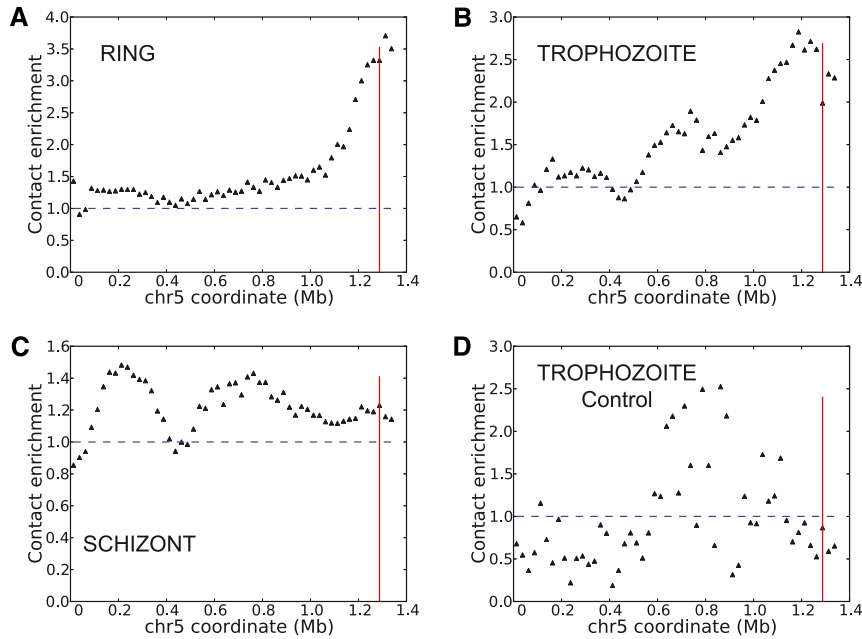 A
RING
Contact enrichment
4.0
3.5
3.0
2.5
2.0
1.5
1.0
0.5
0.0
0 0.2 0.4 0.6 0.8 1.0 1.2 1.4
chr5 coordinate (Mb)
B
TROPHOZOITE
Contact enrichment
3.0
2.5
2.0
1.5
1.0
0.5
0.0
0 0.2 0.4 0.6 0.8 1.0 1.2 1.4
chr5 coordinate (Mb)
C
SCHIZONT
Contact enrichment
1.6
1.4
1.2
1.0
0.8
0.6
0.4
0.2
0.0
0 0.2 0.4 0.6 0.8 1.0 1.2 1.4
chr5 coordinate (Mb)
D
TROPHOZOITE
Control
Contact enrichment
3.0
2.5
2.0
1.5
1.0
0.5
0.0
0 0.2 0.4 0.6 0.8 1.0 1.2 1.4
chr5 coordinate (Mb)